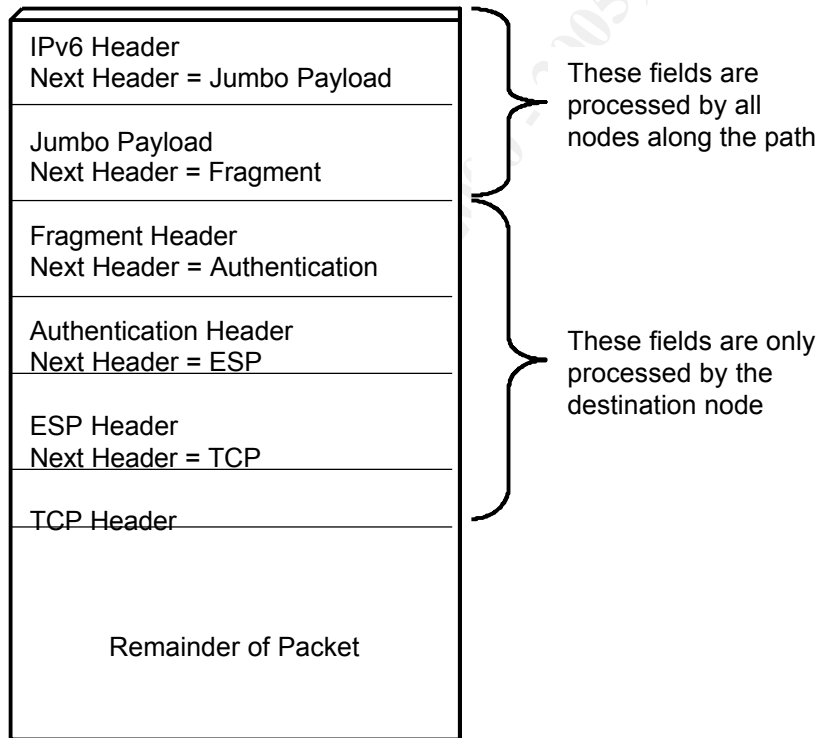 IPv6 Header
Next Header = Jumbo Payload
Jumbo Payload
Next Header = Fragment
Fragment Header
Next Header = Authentication
Authentication Header
Next Header = ESP
ESP Header
Next Header = TCP
TCP Header
Remainder of Packet
These fields are
processed by all
nodes along the path
These fields are only
processed by the
destination node